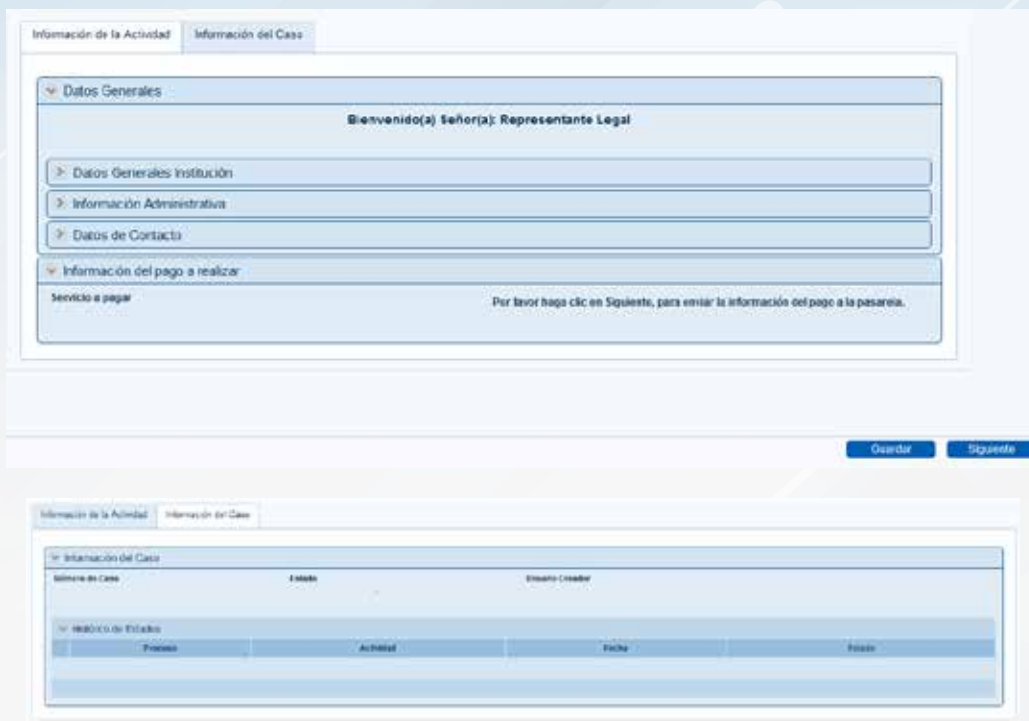 Información de la Actividad Información del Caso
Datos Generales
Bienvenido(a) Señor(a): Representante Legal
Datos Generales Institución
Información Administrativa
Datos de Contacto
Información del pago a realizar
Servicio a pagar Por favor haga clic en Siguiente, para enviar la información del pago a la pasarela.
Guardar Siguiente
Información de la Actividad Información del Caso
Información del Caso
Número de Caso Estado Usuario Creador
Histórico de Estados
Proceso Actividad Fecha Estado